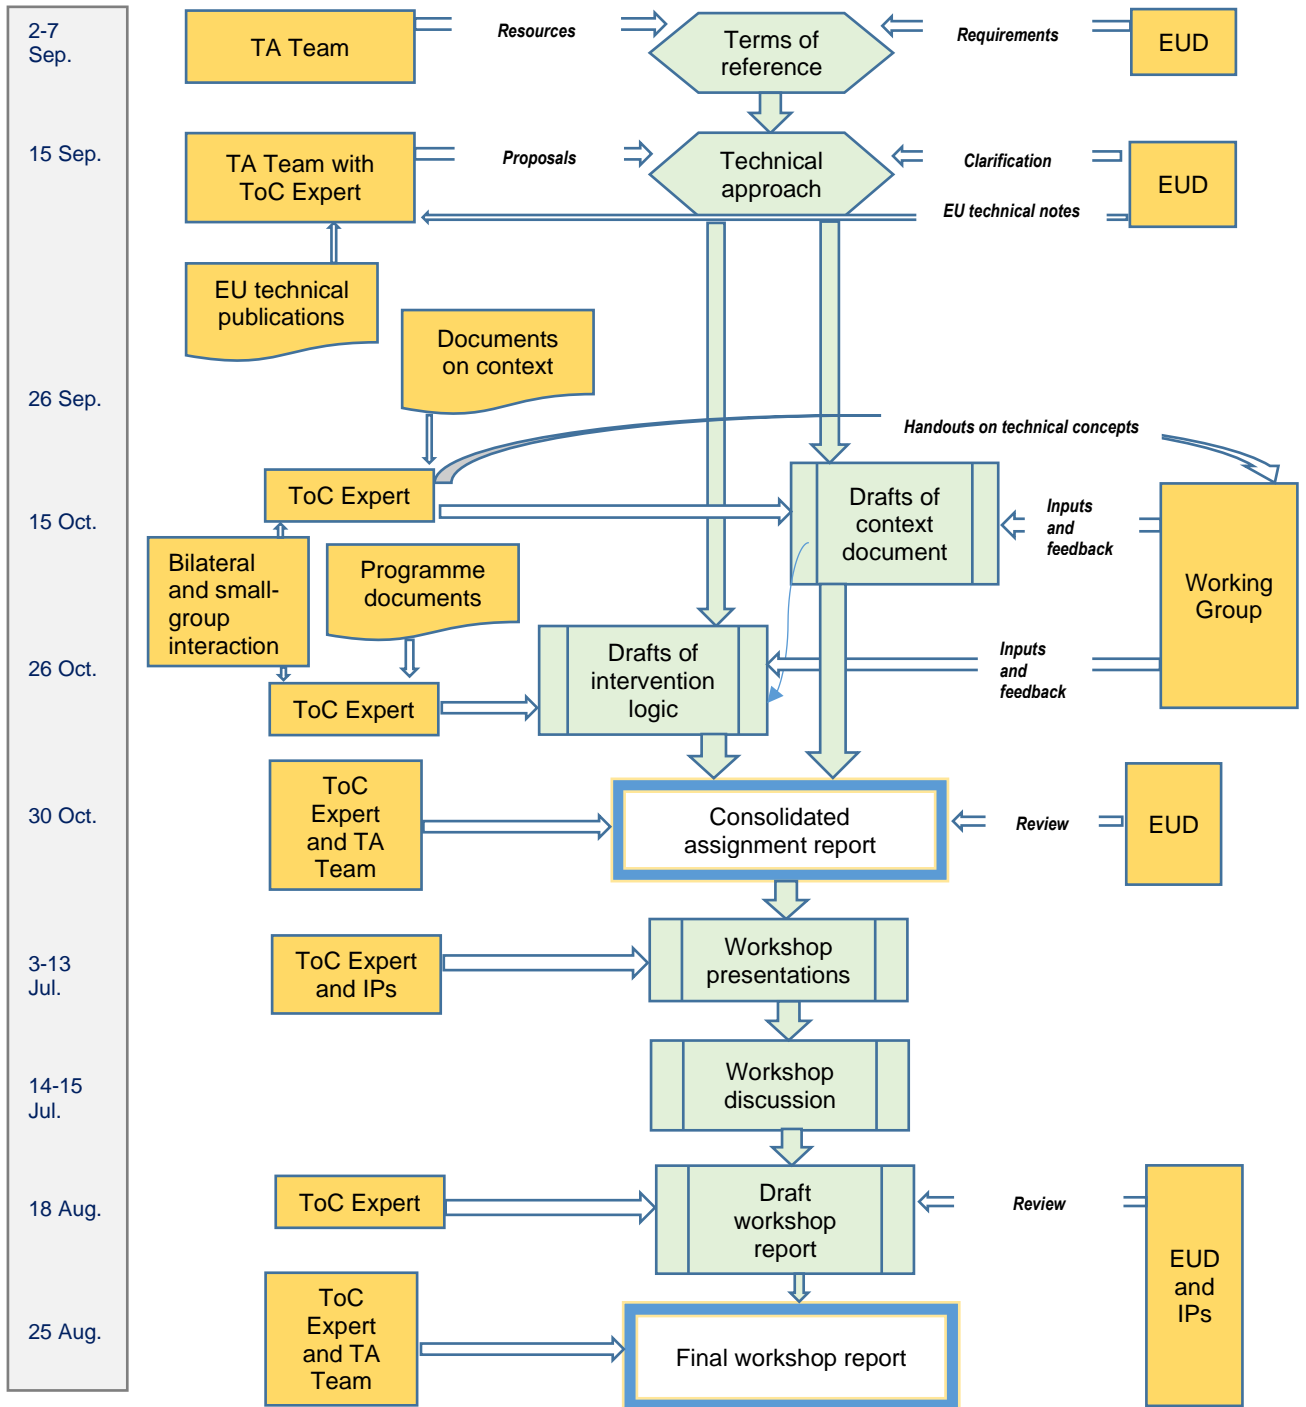 2-7
Sep.
TA Team
Resources
Terms of
reference
Requirements
EUD
15 Sep.
TA Team with
ToC Expert
Proposals
Technical
approach
Clarification
EUD
EU technical notes
EU technical
publications
Documents
on context
26 Sep.
Handouts on technical concepts
ToC Expert
15 Oct.
Drafts of
context
document
Inputs
and
feedback
Working
Group
Bilateral
and small-
group
interaction
Programme
documents
26 Oct.
ToC Expert
Drafts of
intervention
logic
Inputs
and
feedback
30 Oct.
ToC
Expert
and TA
Team
Consolidated
assignment report
Review
EUD
3-13
Jul.
ToC Expert
and IPs
Workshop
presentations
14-15
Jul.
Workshop
discussion
18 Aug.
ToC Expert
Draft
workshop
report
Review
EUD
and
IPs
25 Aug.
ToC
Expert
and TA
Team
Final workshop report